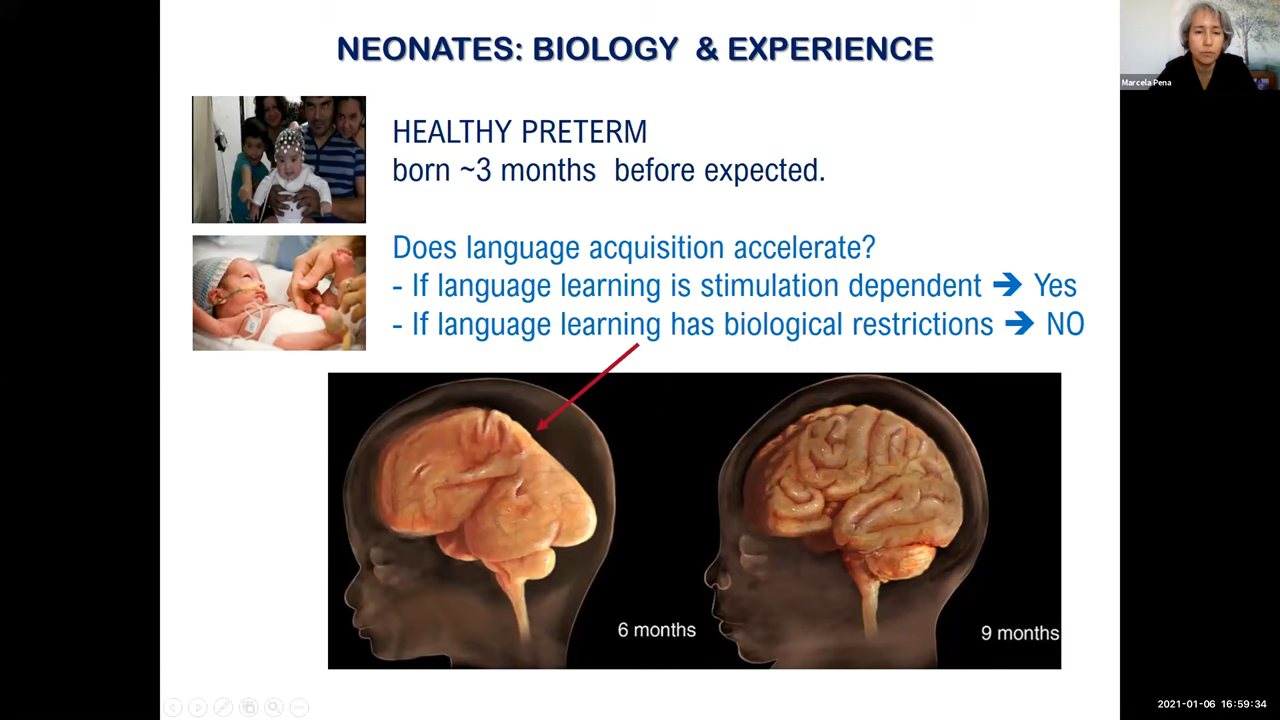 NEONATES: BIOLOGY & EXPERIENCE
Marcela Pena
HEALTHY PRETERM
born ~3 months before expected.
Does language acquisition accelerate?
- If language learning is stimulation dependent ➔ Yes
- If language learning has biological restrictions ➔ NO
6 months
9 months
2021-01-06 16:59:34